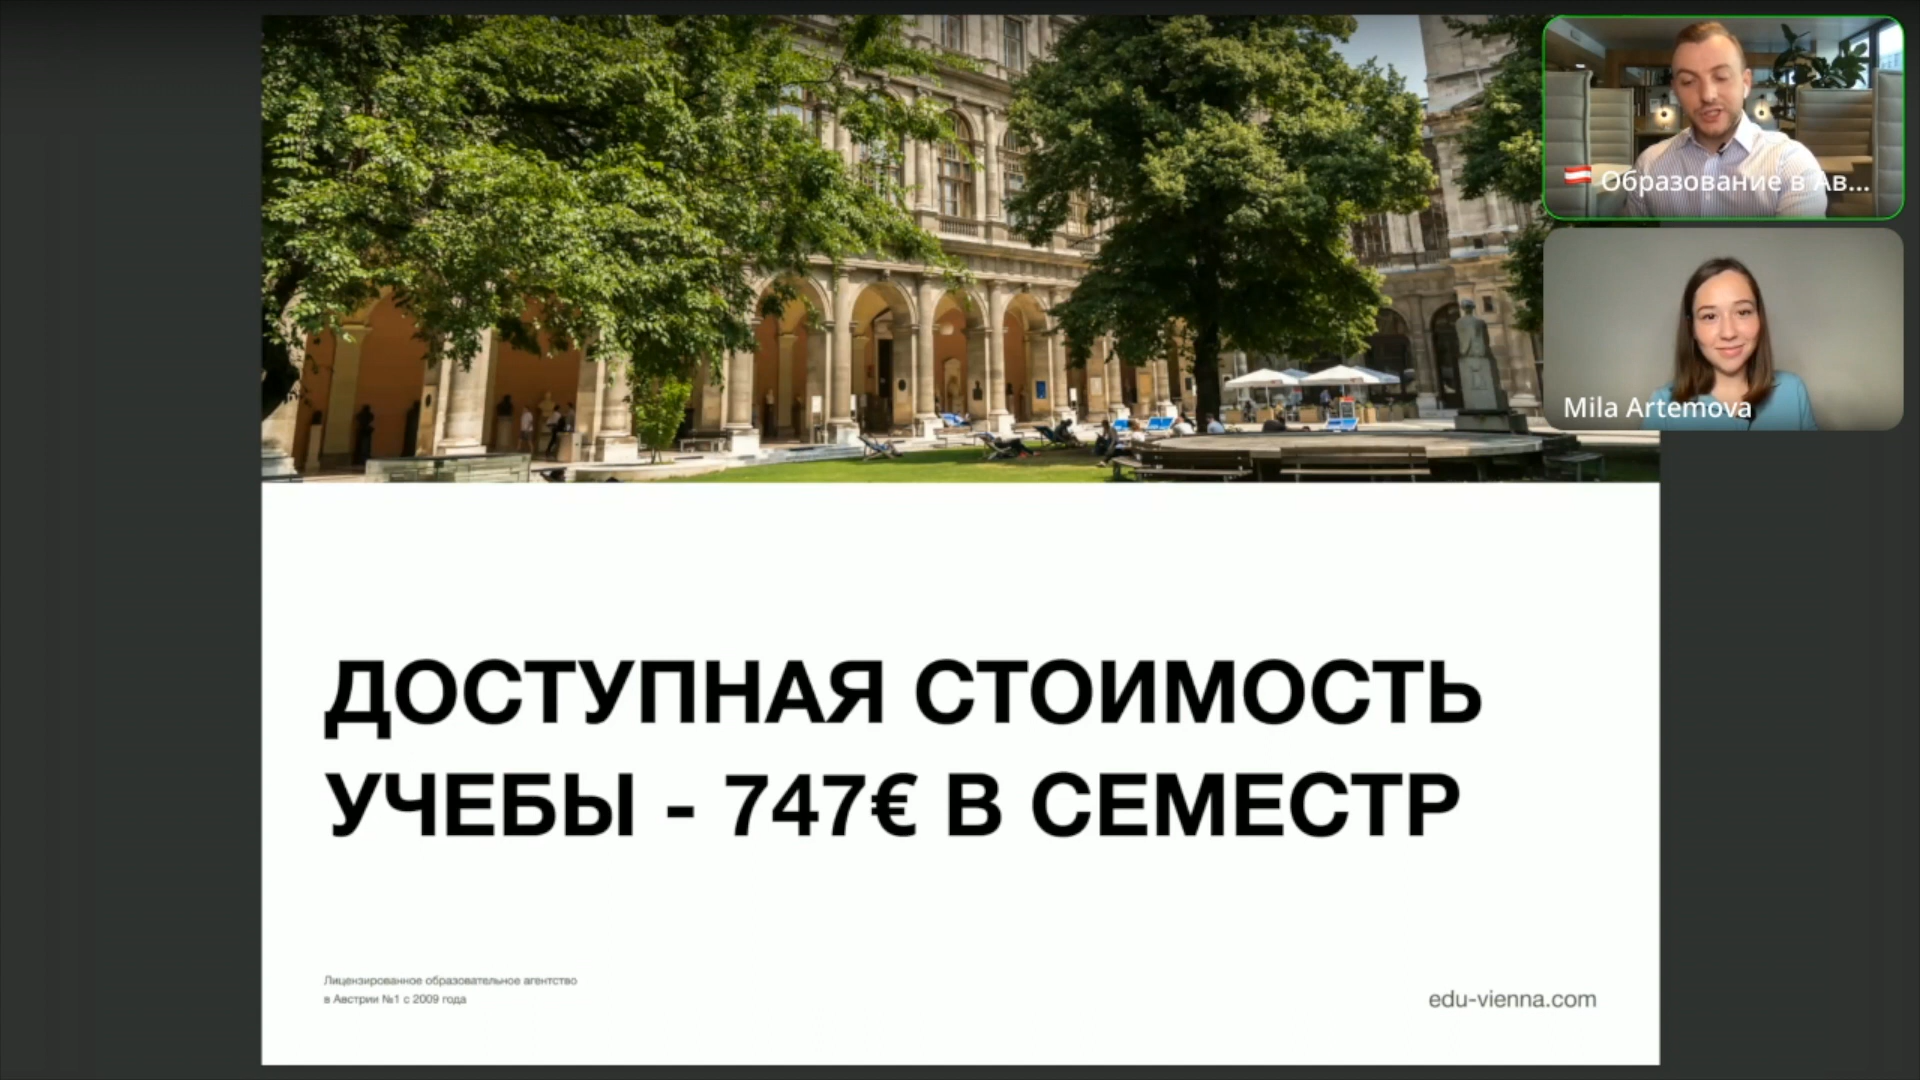 Образование в Ав...
Mila Artemova
ДОСТУПНАЯ СТОИМОСТЬ
УЧЕБЫ - 747€ В СЕМЕСТР
Лицензированное образовательное агентство
в Австрии №1 с 2009 года
edu-vienna.com